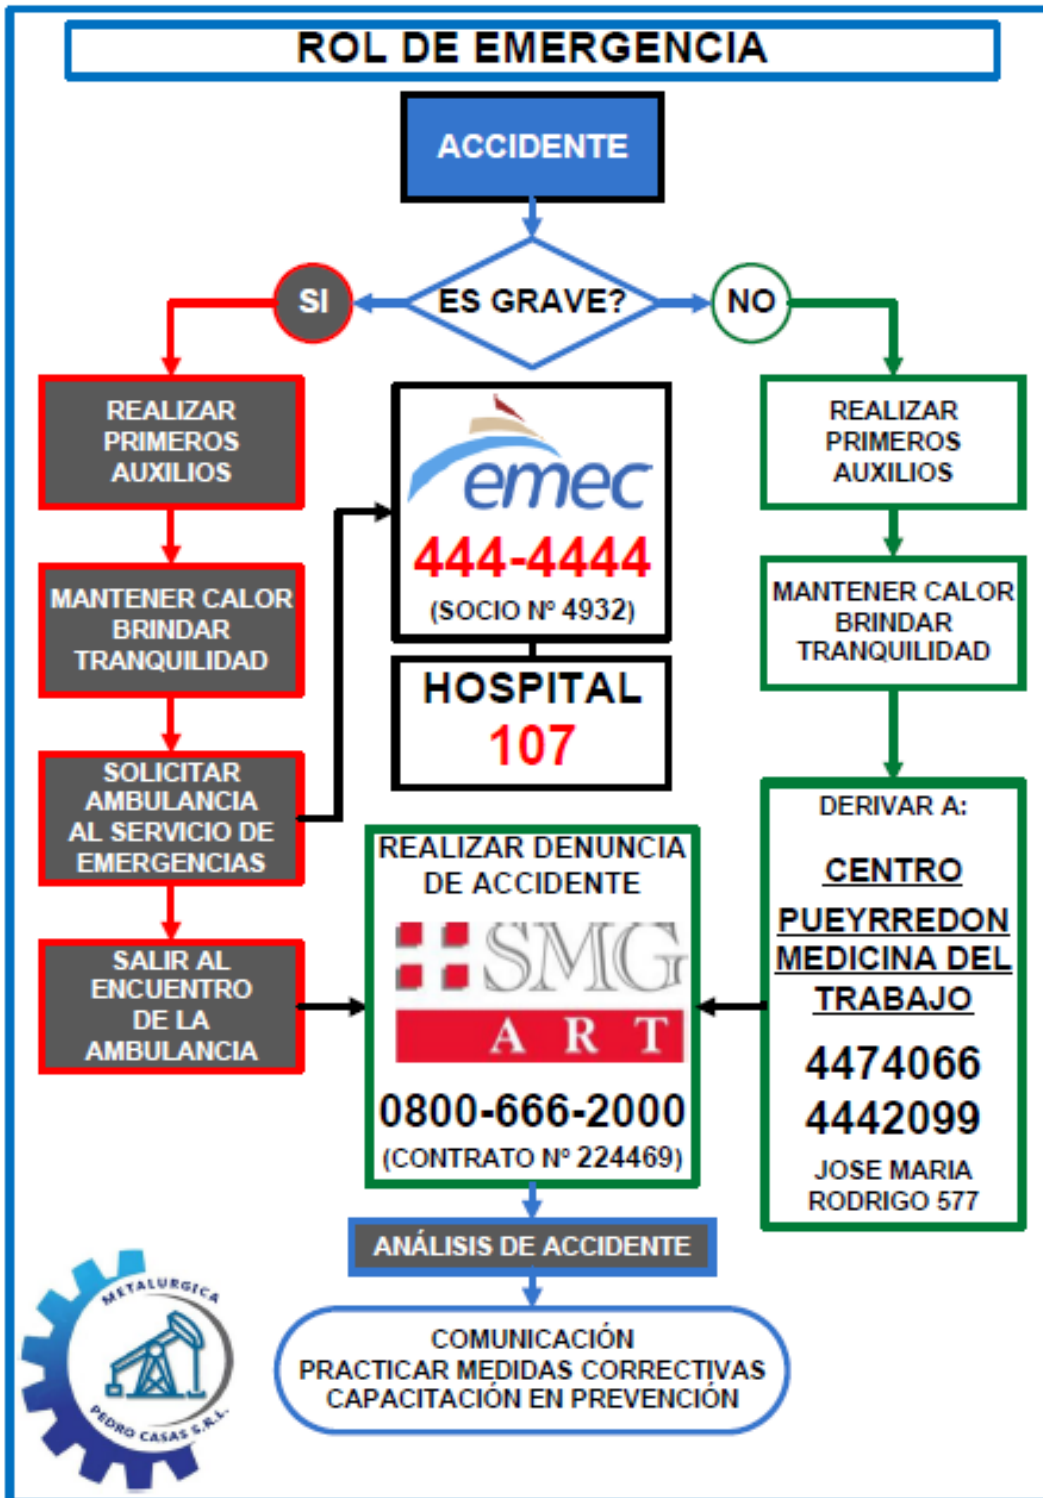 ROL DE EMERGENCIA
ACCIDENTE
ES GRAVE?
SI
NO
REALIZAR
PRIMEROS
AUXILIOS
MANTENER CALOR
BRINDAR
TRANQUILIDAD
SOLICITAR
AMBULANCIA
AL SERVICIO DE
EMERGENCIAS
SALIR AL
ENCUENTRO
DE LA
AMBULANCIA
emec
444-4444
(SOCIO Nº 4932)
HOSPITAL
107
REALIZAR
PRIMEROS
AUXILIOS
MANTENER CALOR
BRINDAR
TRANQUILIDAD
DERIVAR A:
CENTRO
PUEYRREDON
MEDICINA DEL
TRABAJO
4474066
4442099
JOSE MARIA
RODRIGO 577
REALIZAR DENUNCIA
DE ACCIDENTE
SMG
ART
0800-666-2000
(CONTRATO Nº 224469)
ANÁLISIS DE ACCIDENTE
COMUNICACIÓN
PRACTICAR MEDIDAS CORRECTIVAS
CAPACITACIÓN EN PREVENCIÓN
METALURGICA
PEDRO CASAS S.R.L.